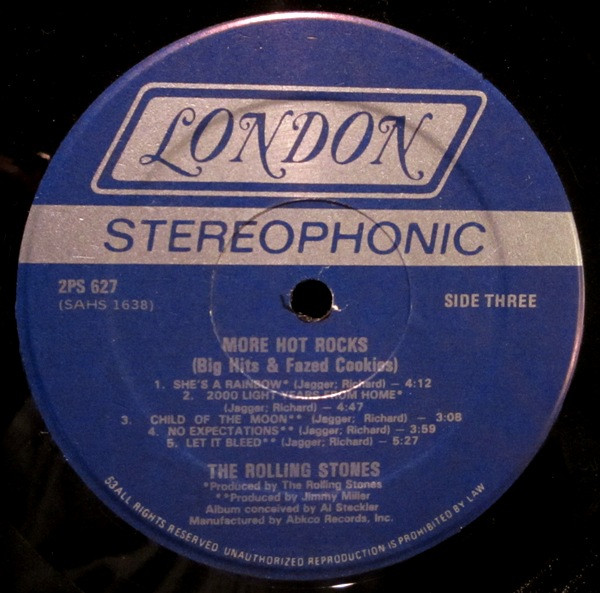 LONDON
STEREOPHONIC
2PS 627
(SAHS 1638)
SIDE THREE
MORE HOT ROCKS
(Big Hits & Fazed Cookies)
1. SHE'S A RAINBOW* (Jagger; Richard) – 4:12
2. 2000 LIGHT YEARS FROM HOME*
(Jagger; Richard) – 4:47
3. CHILD OF THE MOON** (Jagger; Richard) – 3:08
4. NO EXPECTATIONS** (Jagger; Richard) – 3:59
5. LET IT BLEED** (Jagger; Richard) – 5:27
THE ROLLING STONES
*Produced by The Rolling Stones
**Produced by Jimmy Miller
Album conceived by Al Steckler
Manufactured by Abkco Records, Inc.
53 ALL RIGHTS RESERVED UNAUTHORIZED REPRODUCTION IS PROHIBITED BY LAW